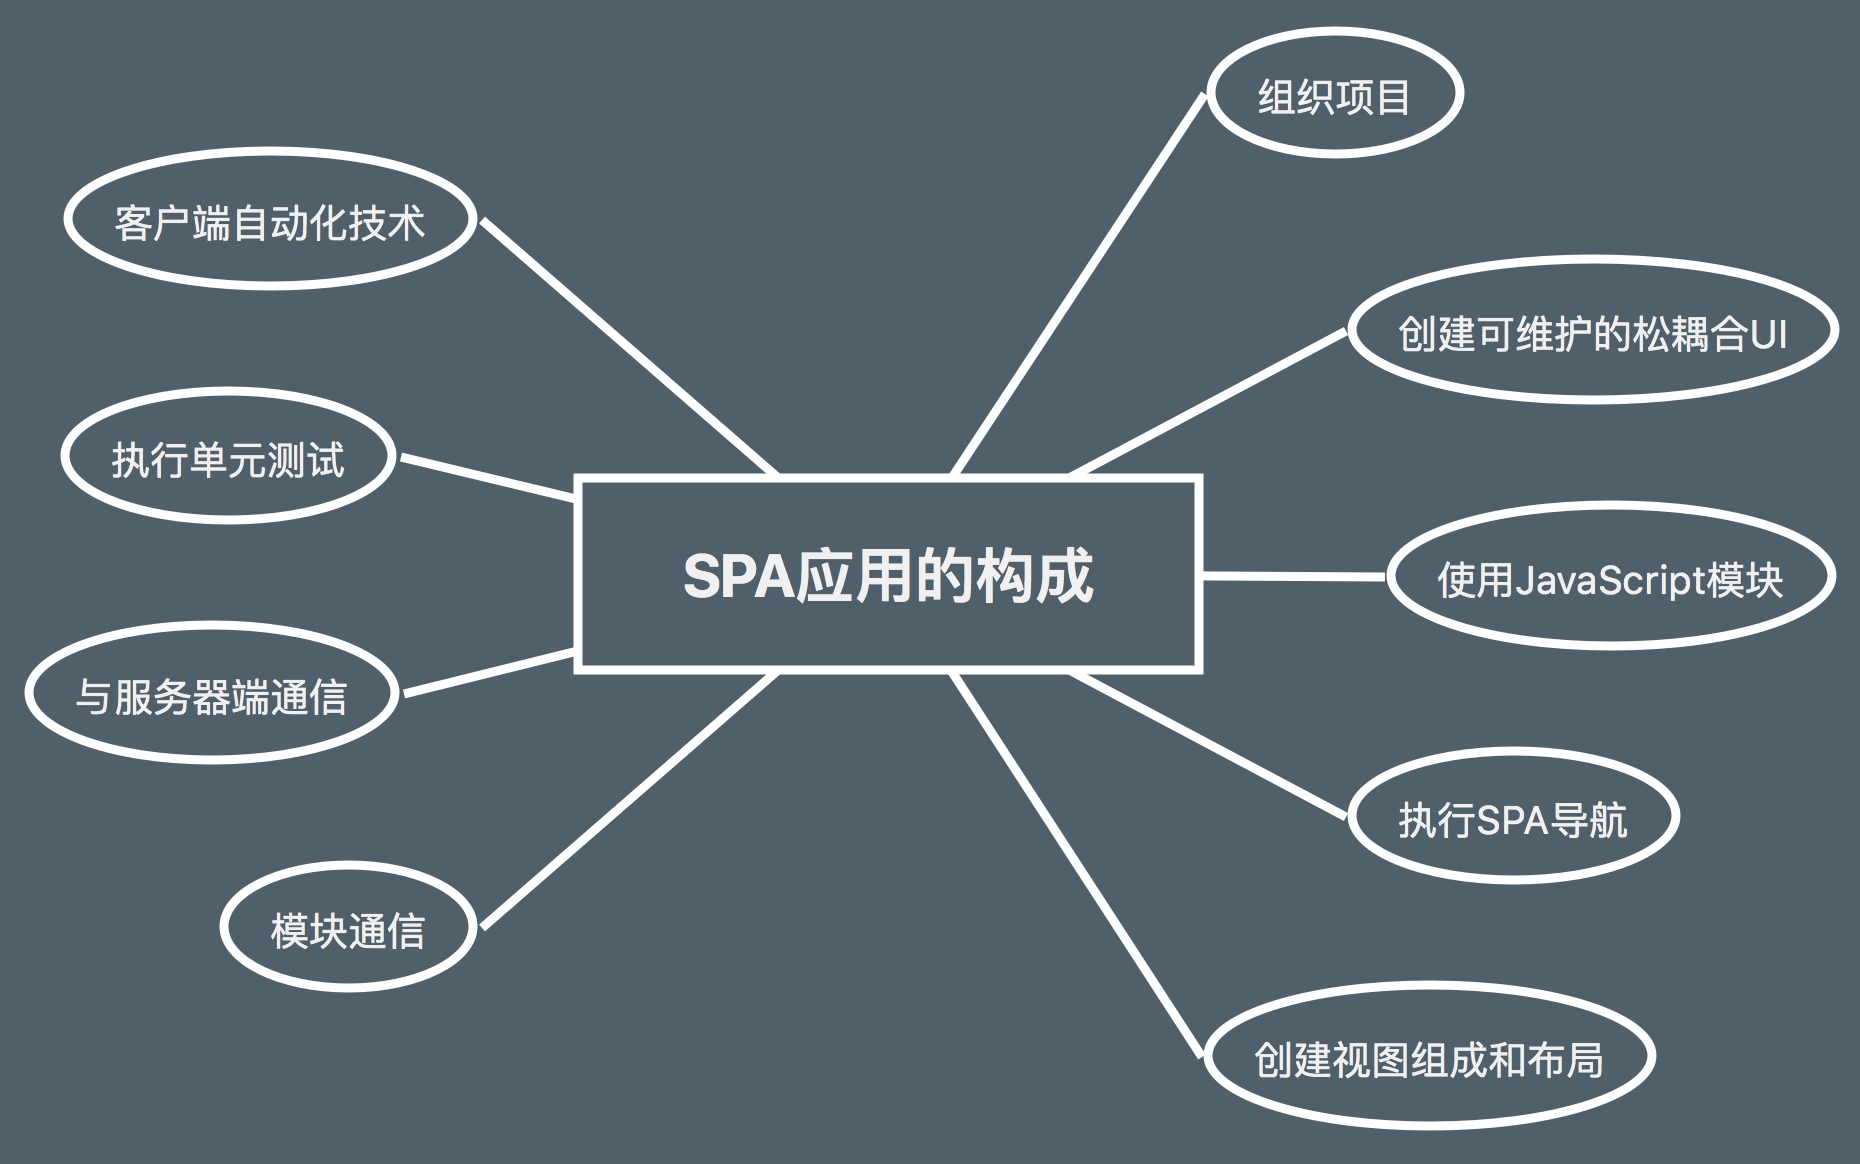 组织项目
客户端自动化技术
创建可维护的松耦合UI
执行单元测试
SPA应用的构成
使用JavaScript模块
与服务器端通信
执行SPA导航
模块通信
创建视图组成和布局